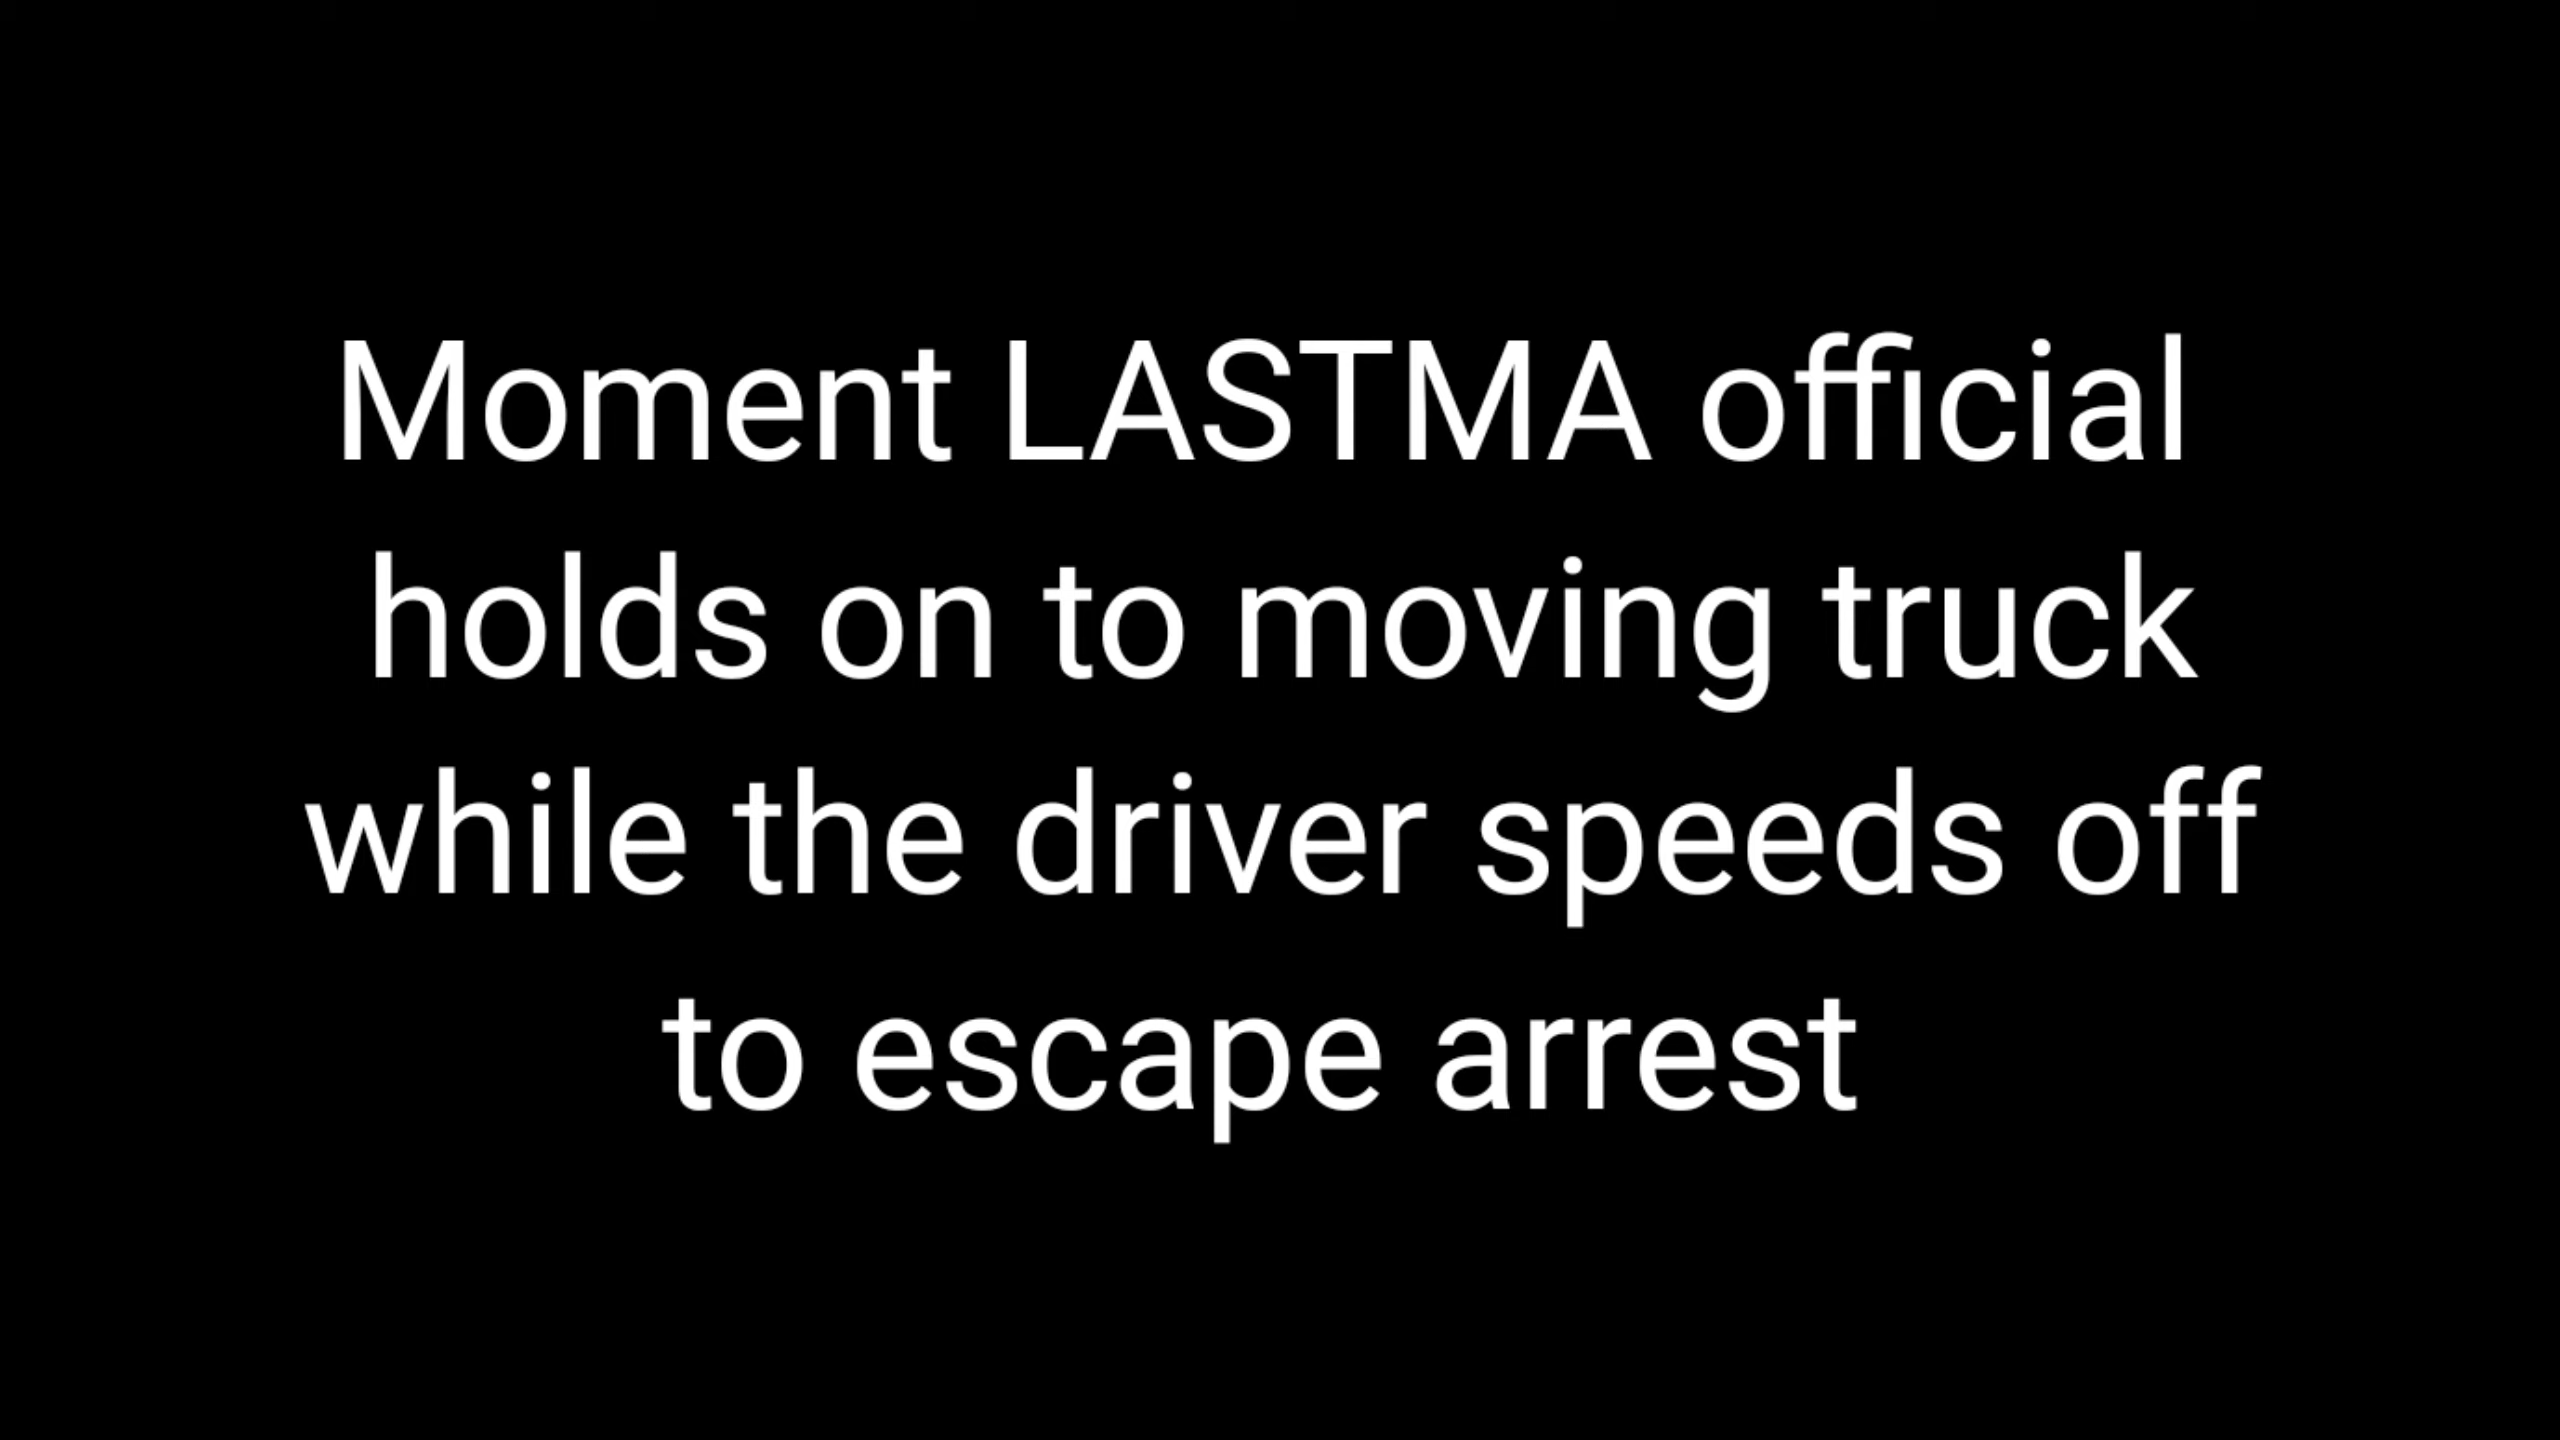 Moment LASTMA official
holds on to moving truck
while the driver speeds off
to escape arrest